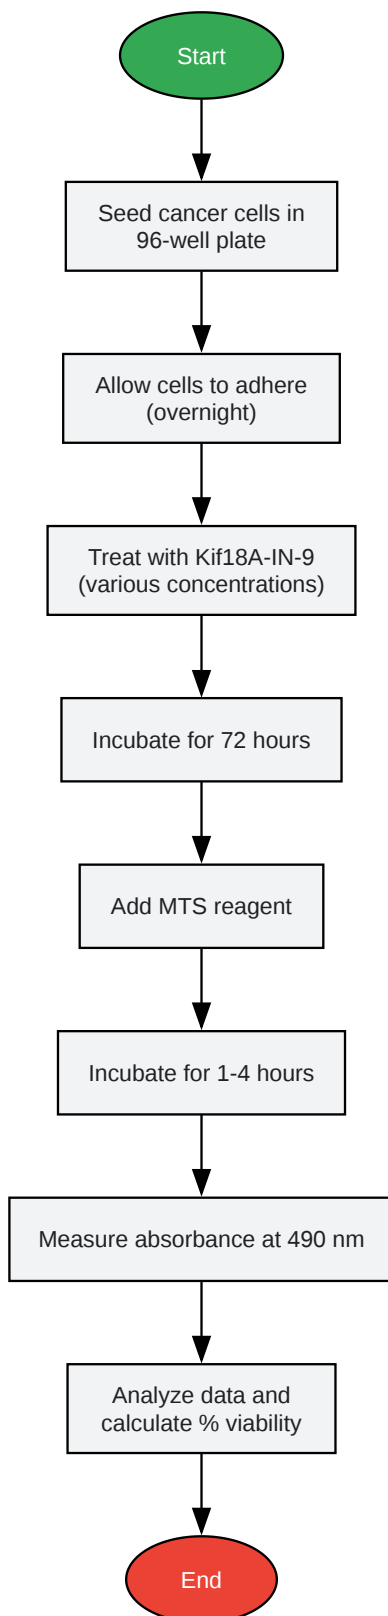 Start
Seed cancer cells in
96-well plate
Allow cells to adhere
(overnight)
Treat with Kif18A-IN-9
(various concentrations)
Incubate for 72 hours
Add MTS reagent
Incubate for 1-4 hours
Measure absorbance at 490 nm
Analyze data and
calculate % viability
End